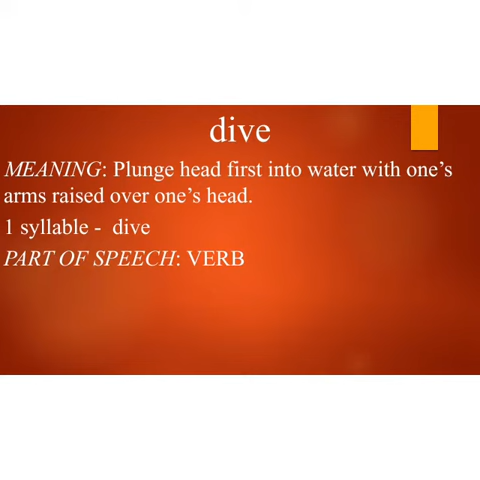 dive
MEANING: Plunge head first into water with one’s
arms raised over one’s head.
1 syllable -  dive
PART OF SPEECH: VERB